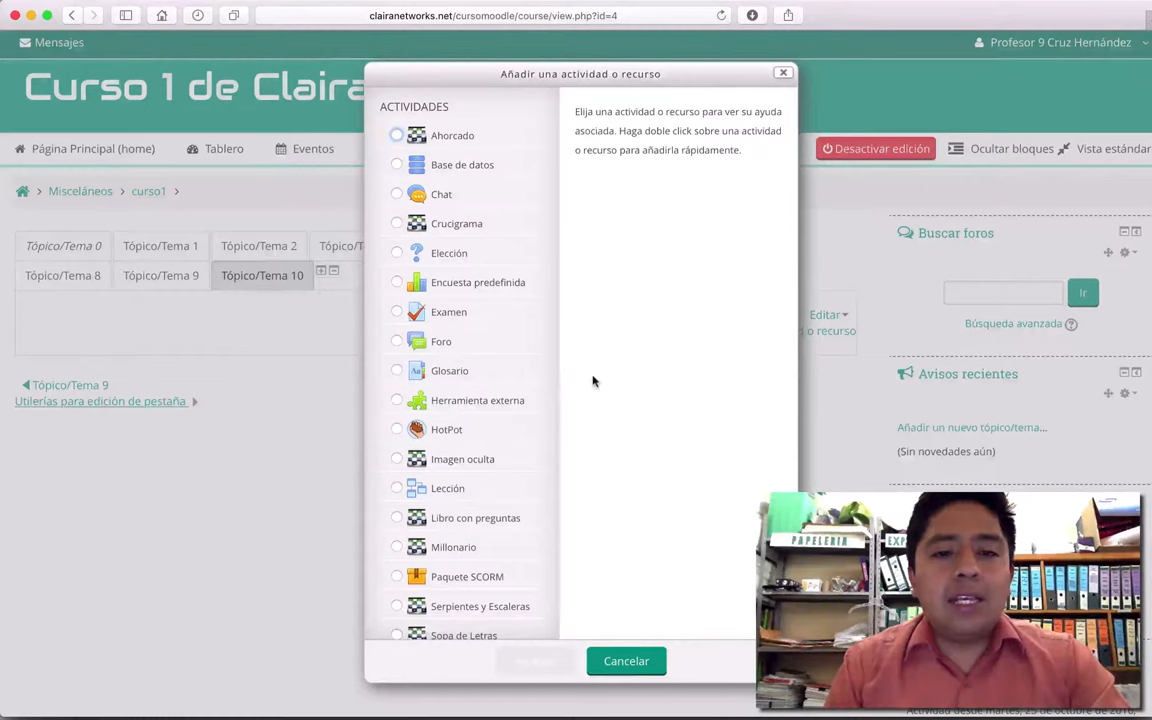 clairanetworks.net/cursomoodle/course/view.php?id=4
Mensajes
Profesor 9 Cruz Hernández
Curso 1 de Claira
Página Principal (home)
Tablero
Eventos
Desactivar edición
Ocultar bloques
Vista estándar
Misceláneos
curso1
Tópico/Tema 0
Tópico/Tema 1
Tópico/Tema 2
Tópico/T
Tópico/Tema 8
Tópico/Tema 9
Tópico/Tema 10
Editar
d o recurso
Tópico/Tema 9
Utilerías para edición de pestaña
Añadir una actividad o recurso
ACTIVIDADES
Ahorcado
Base de datos
Chat
Crucigrama
Elección
Encuesta predefinida
Examen
Foro
Glosario
Herramienta externa
HotPot
Imagen oculta
Lección
Libro con preguntas
Millonario
Paquete SCORM
Serpientes y Escaleras
Sopa de Letras
Elija una actividad o recurso para ver su ayuda
asociada. Haga doble click sobre una actividad
o recurso para añadirla rápidamente.
Cancelar
Buscar foros
Ir
Búsqueda avanzada
Avisos recientes
Añadir un nuevo tópico/tema...
(Sin novedades aún)
PAPELERIA
EXP